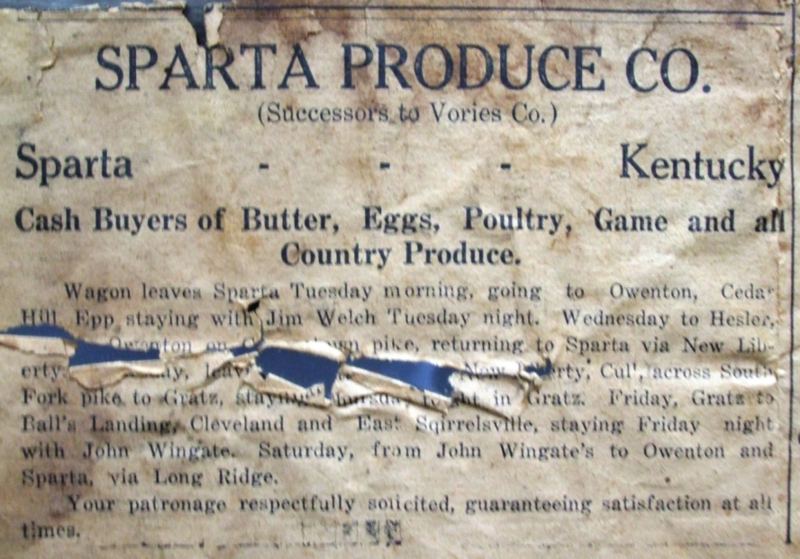 SPARTA PRODUCE CO.
(Successors to Vories Co.)
Sparta - - - Kentucky
Cash Buyers of Butter, Eggs, Poultry, Game and all
Country Produce.
Wagon leaves Sparta Tuesday morning, going to Owenton, Cedar
Hill, Epp staying with Jim Welch Tuesday night. Wednesday to Hesler,
Owenton on pike, returning to Sparta via New Lib-
erty. New Liberty, Cul', across South
Fork pike to Gratz, staying in Gratz. Friday, Gratz to
Ball's Landing, Cleveland and East Sqirrelsville, staying Friday night
with John Wingate. Saturday, from John Wingate's to Owenton and
Sparta, via Long Ridge.
Your patronage respectfully solicited, guaranteeing satisfaction at all
times.